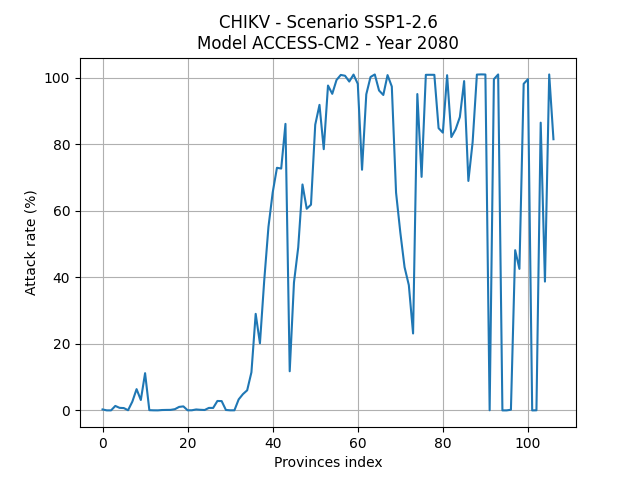 CHIKV - Scenario SSP1-2.6
Model ACCESS-CM2 - Year 2080
Attack rate (%)
100
80
60
40
20
0
0 20 40 60 80 100
Provinces index